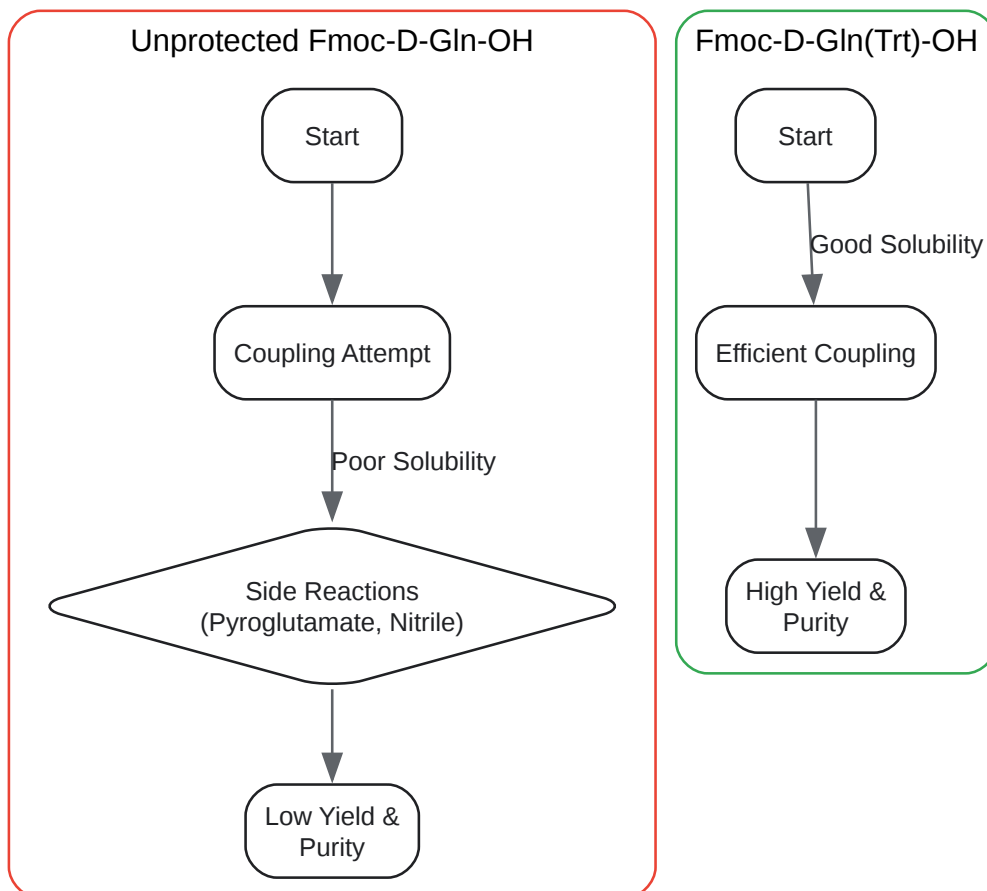 Unprotected Fmoc-D-Gln-OH
Start
Coupling Attempt
Poor Solubility
Side Reactions
(Pyroglutamate, Nitrile)
Low Yield &
Purity
Fmoc-D-Gln(Trt)-OH
Start
Good Solubility
Efficient Coupling
High Yield &
Purity